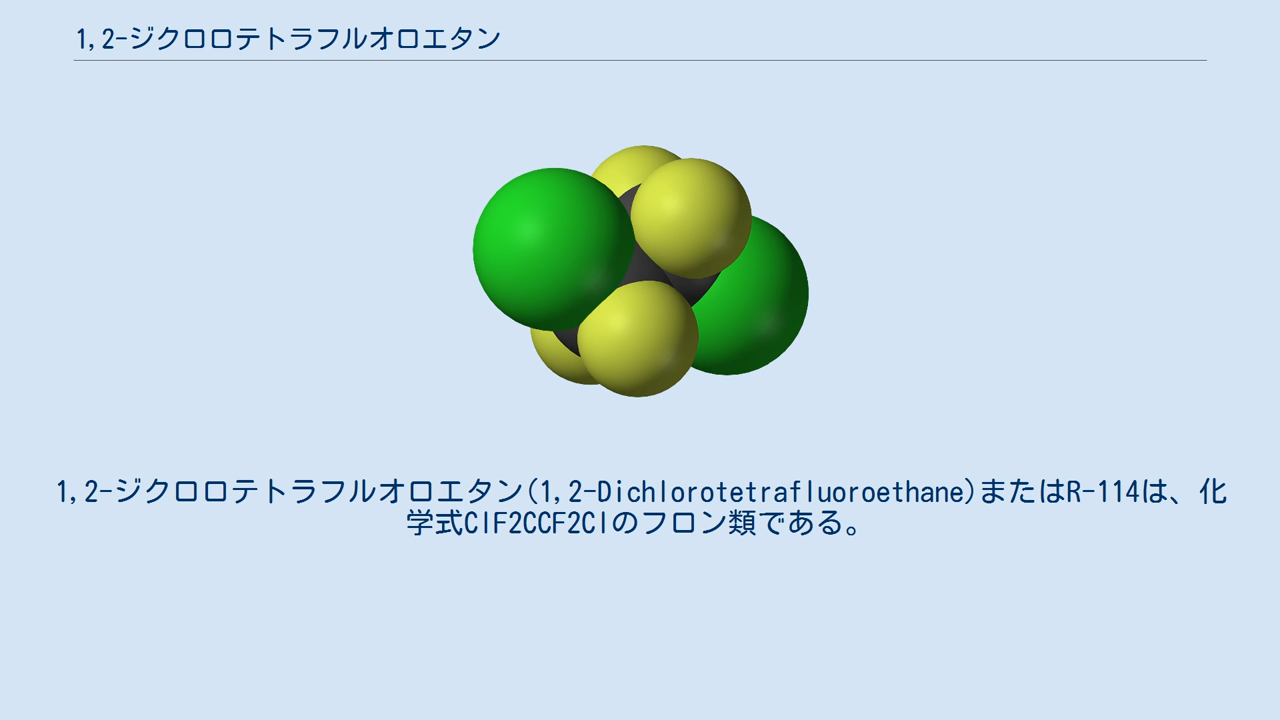 1,2-ジクロロテトラフルオロエタン
1,2-ジクロロテトラフルオロエタン(1,2-Dichlorotetrafluoroethane)またはR-114は、化
学式ClF2CCF2Clのフロン類である。